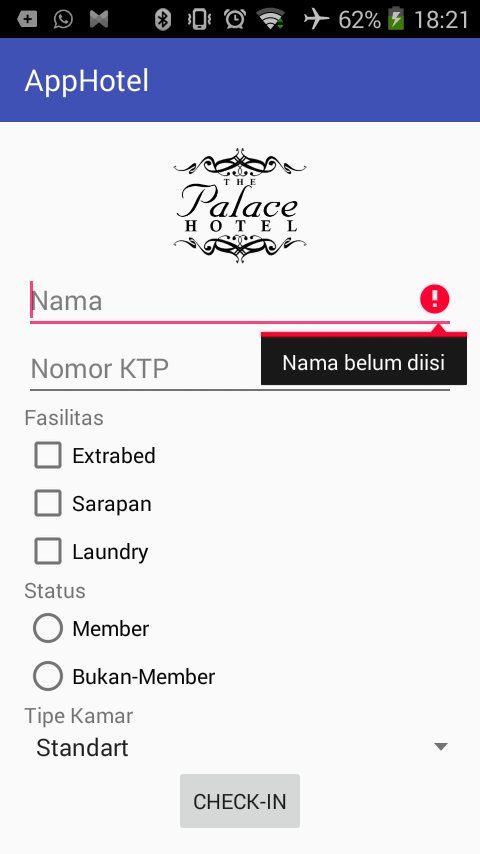 62% 18:21
AppHotel
THE
Palace
HOTEL
Nama
Nama belum diisi
Nomor KTP
Fasilitas
Extrabed
Sarapan
Laundry
Status
Member
Bukan-Member
Tipe Kamar
Standart
CHECK-IN